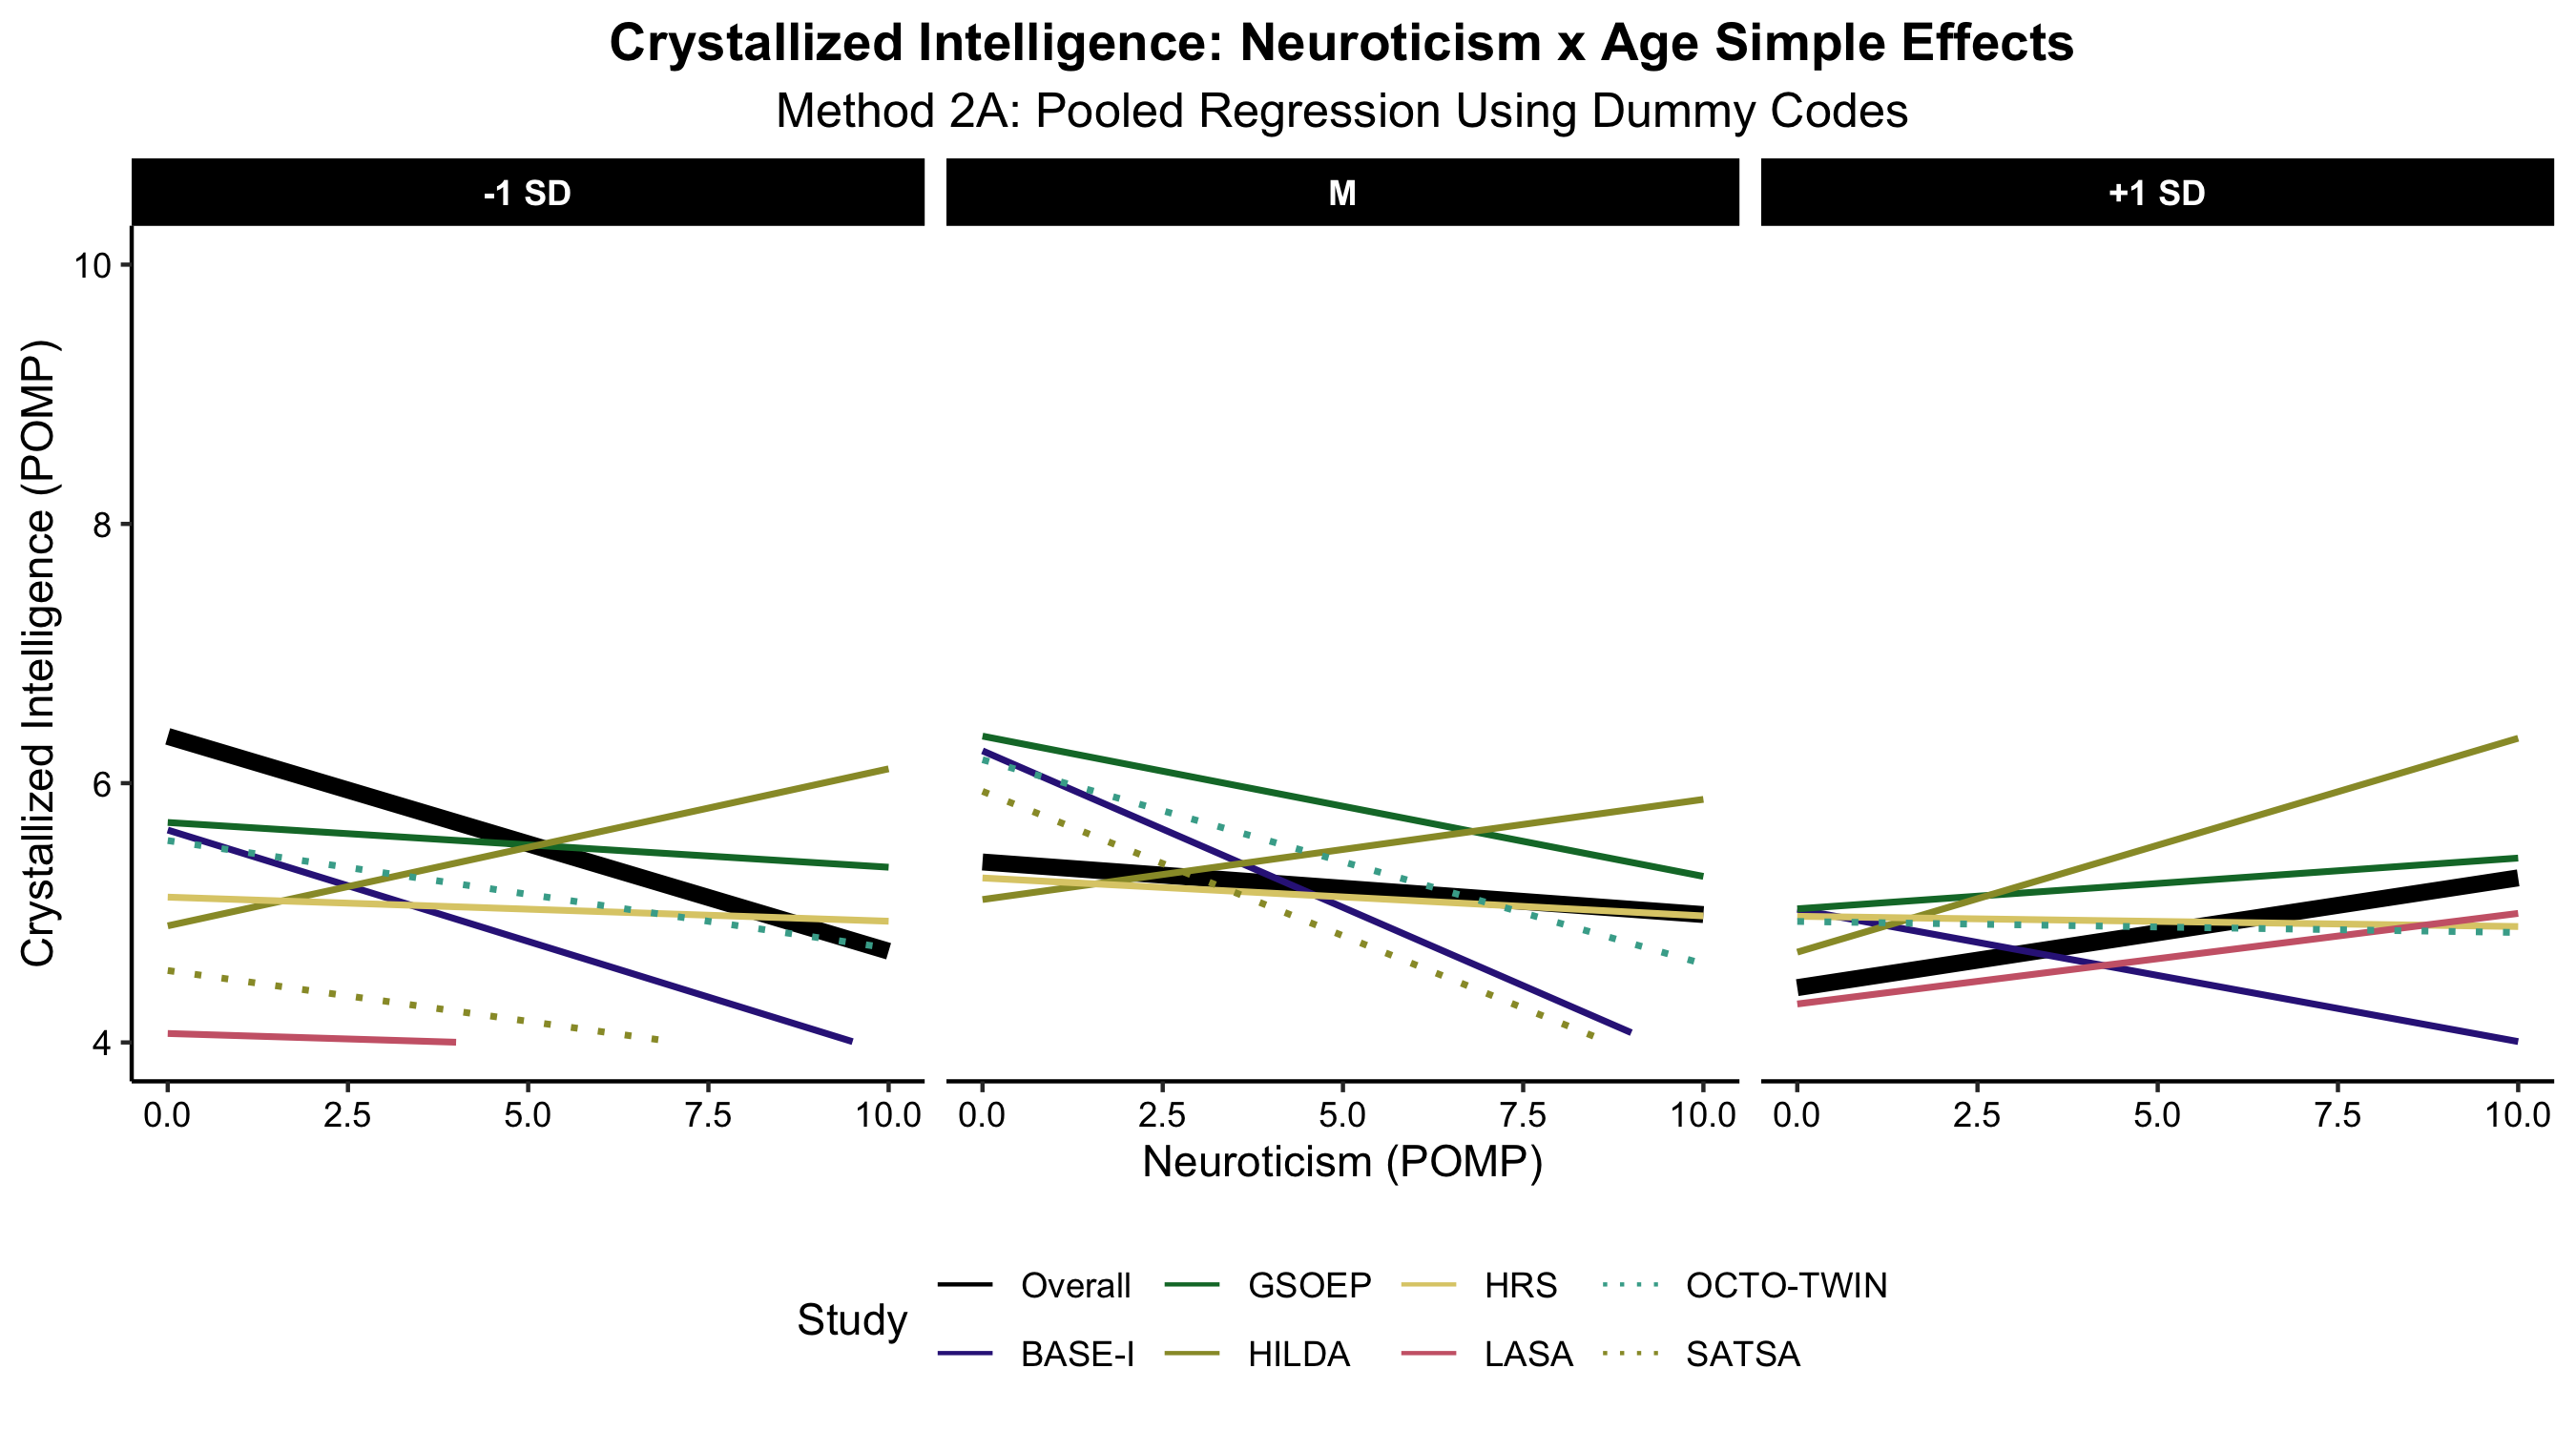 Crystallized Intelligence: Neuroticism x Age Simple Effects
Method 2A: Pooled Regression Using Dummy Codes
-1 SD M +1 SD
Crystallized Intelligence (POMP)
10
8
6
4
0.0 2.5 5.0 7.5 10.0 0.0 2.5 5.0 7.5 10.0 0.0 2.5 5.0 7.5 10.0
Neuroticism (POMP)
Study
Overall GSOEP HRS OCTO-TWIN
BASE-I HILDA LASA SATSA